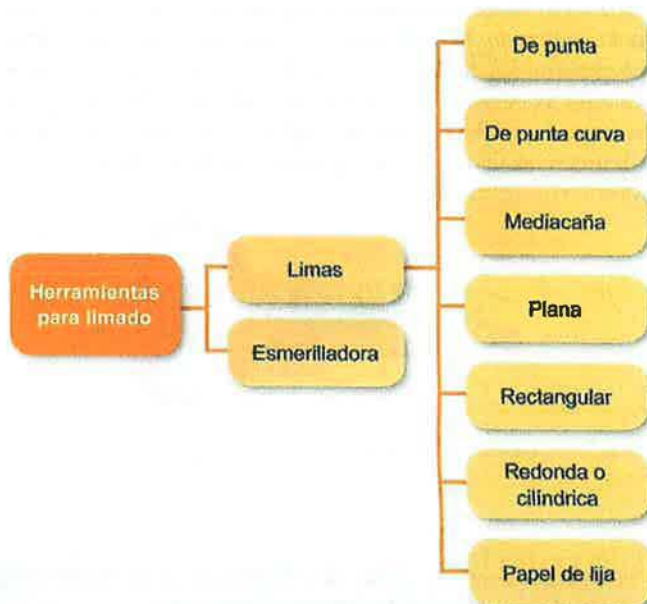 Herramientas
para limado
Limas
Esmerilladora
De punta
De punta curva
Mediacaña
Plana
Rectangular
Redonda o
cilíndrica
Papel de lija